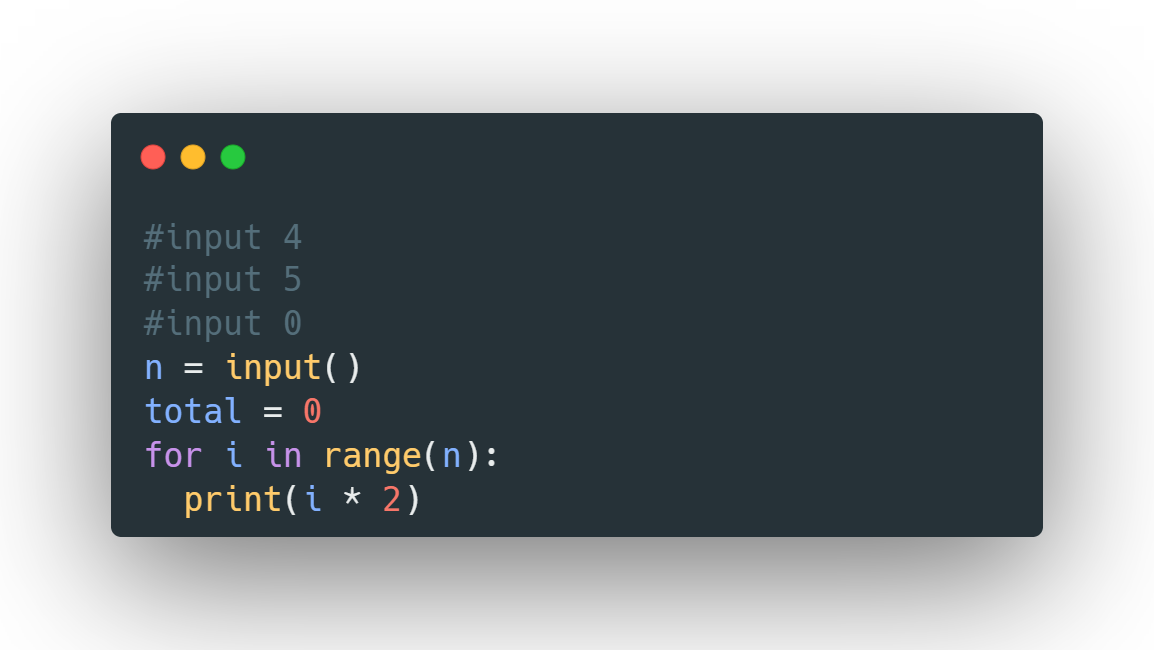 #input 4
#input 5
#input 0
n = input()
total = 0
for i in range(n):
  print(i * 2)